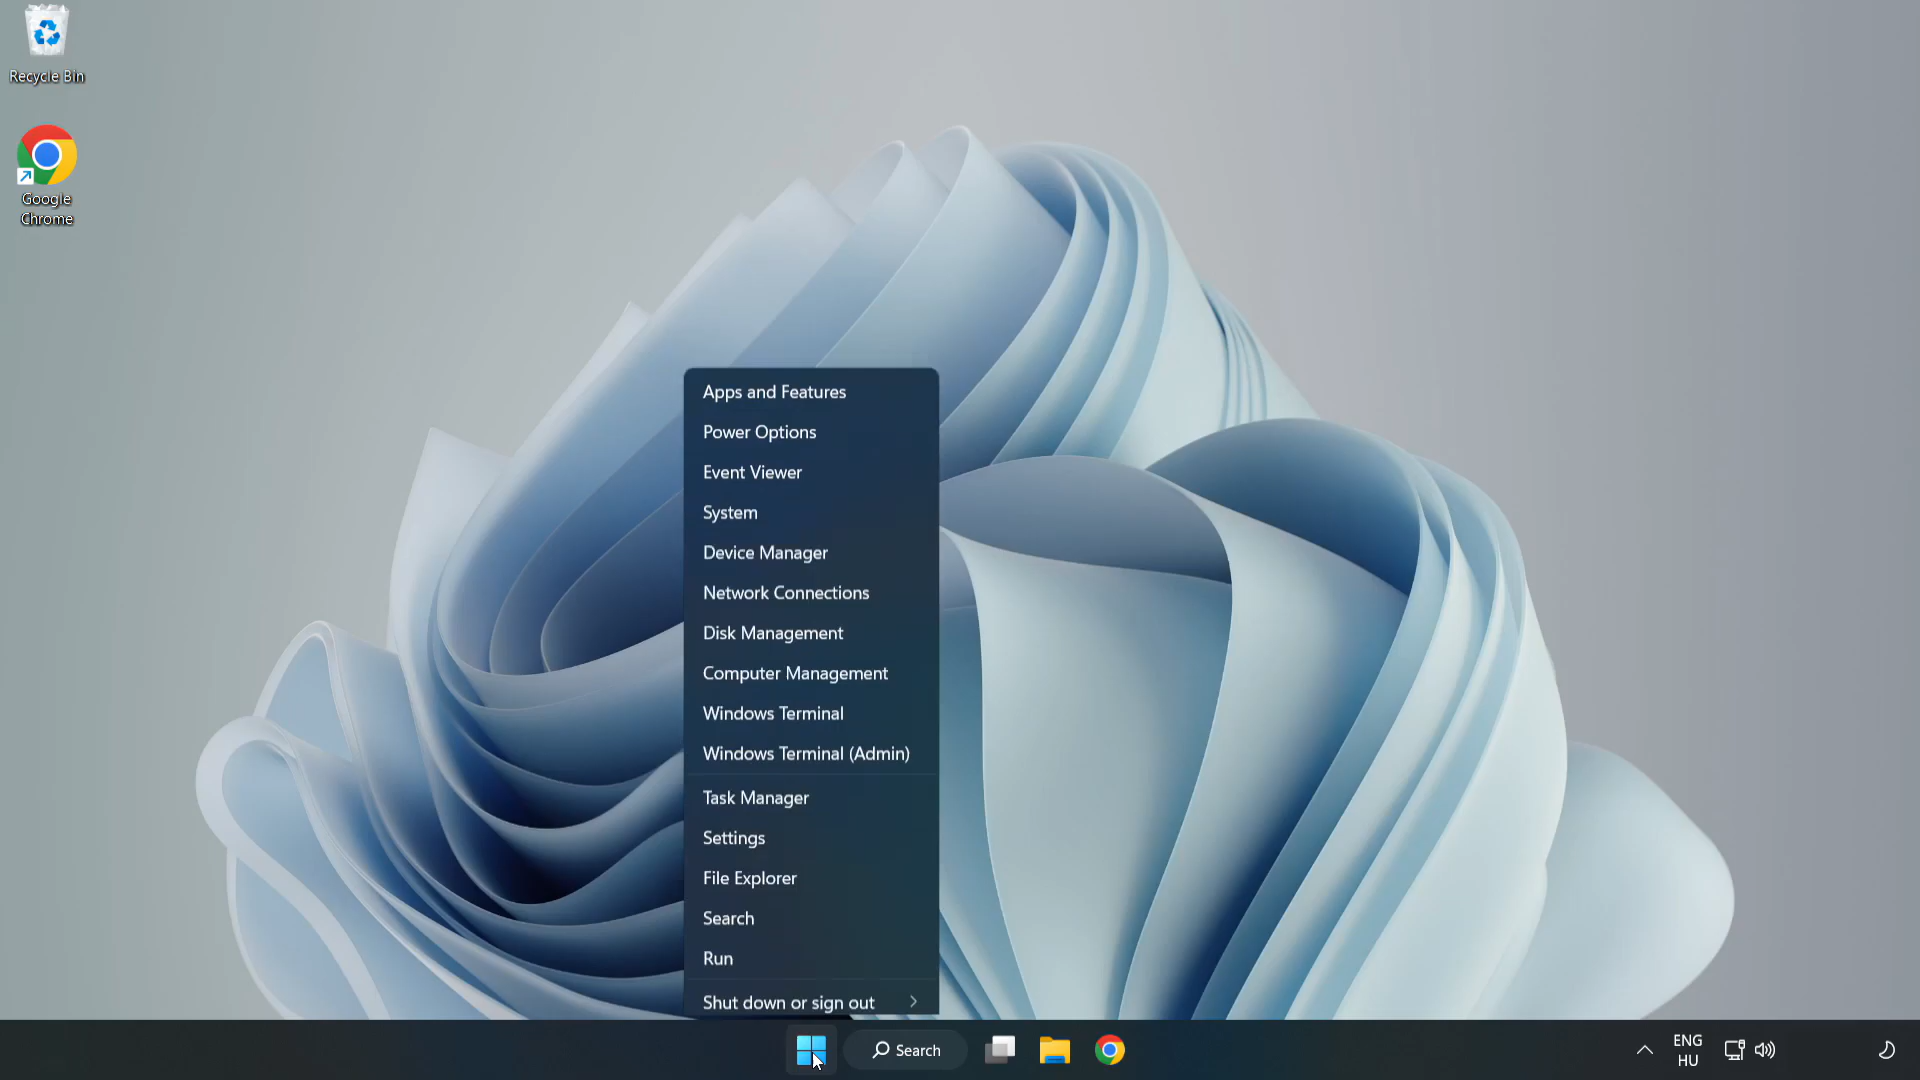 Recycle Bin
Google
Chrome
Apps and Features
Power Options
Event Viewer
System
Device Manager
Network Connections
Disk Management
Computer Management
Windows Terminal
Windows Terminal (Admin)
Task Manager
Settings
File Explorer
Search
Run
Shut down or sign out
Search
ENG
HU